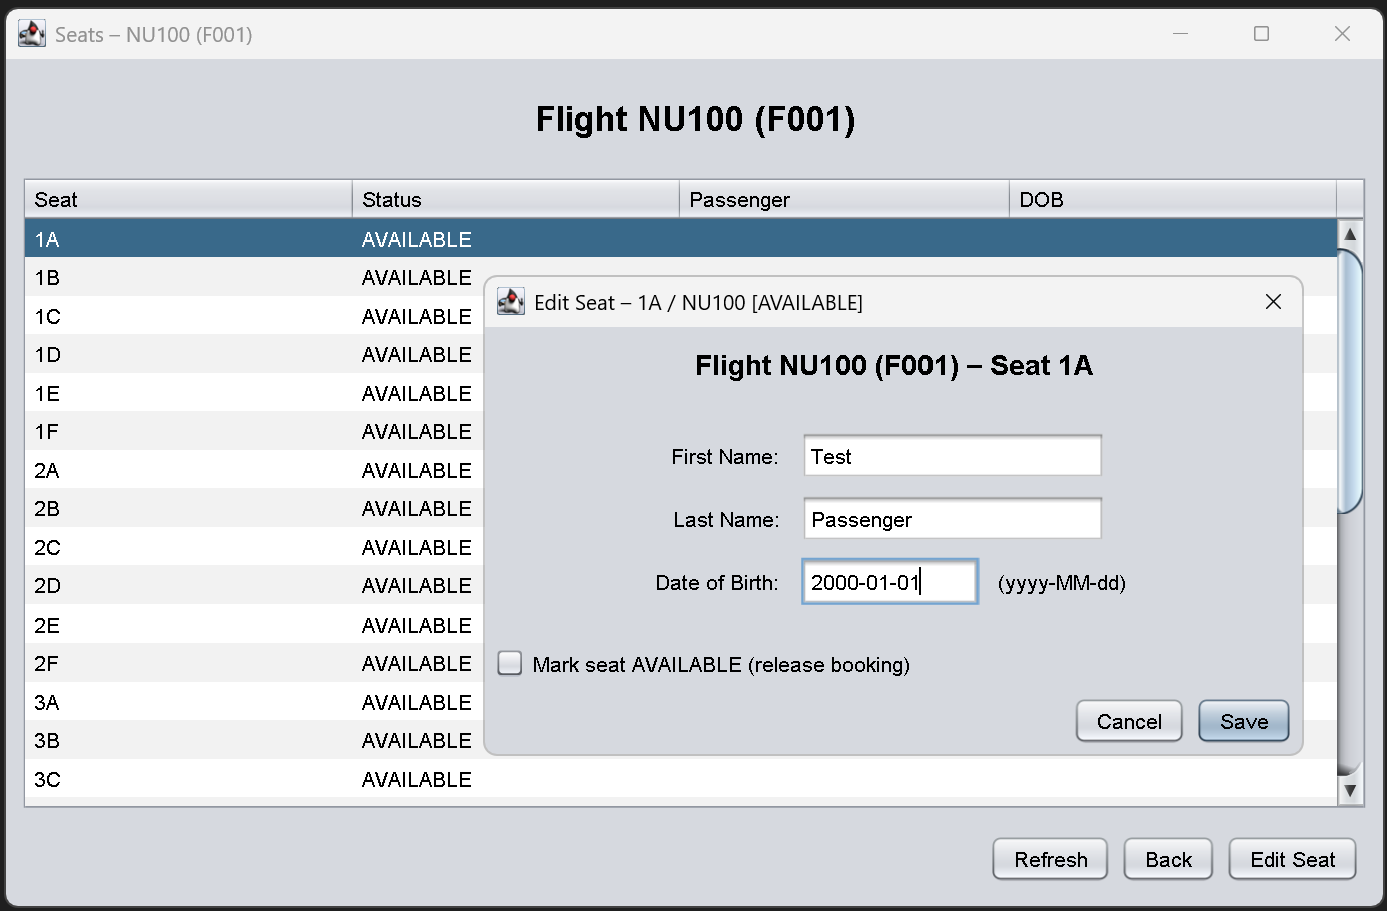 Seats – NU100 (F001)
Flight NU100 (F001)
Seat Status Passenger DOB
1A AVAILABLE
1B AVAILABLE
1C AVAILABLE
1D AVAILABLE
1E AVAILABLE
1F AVAILABLE
2A AVAILABLE
2B AVAILABLE
2C AVAILABLE
2D AVAILABLE
2E AVAILABLE
2F AVAILABLE
3A AVAILABLE
3B AVAILABLE
3C AVAILABLE
Edit Seat – 1A / NU100 [AVAILABLE]
Flight NU100 (F001) – Seat 1A
First Name: Test
Last Name: Passenger
Date of Birth: 2000-01-01 (yyyy-MM-dd)
Mark seat AVAILABLE (release booking)
Cancel Save
Refresh Back Edit Seat